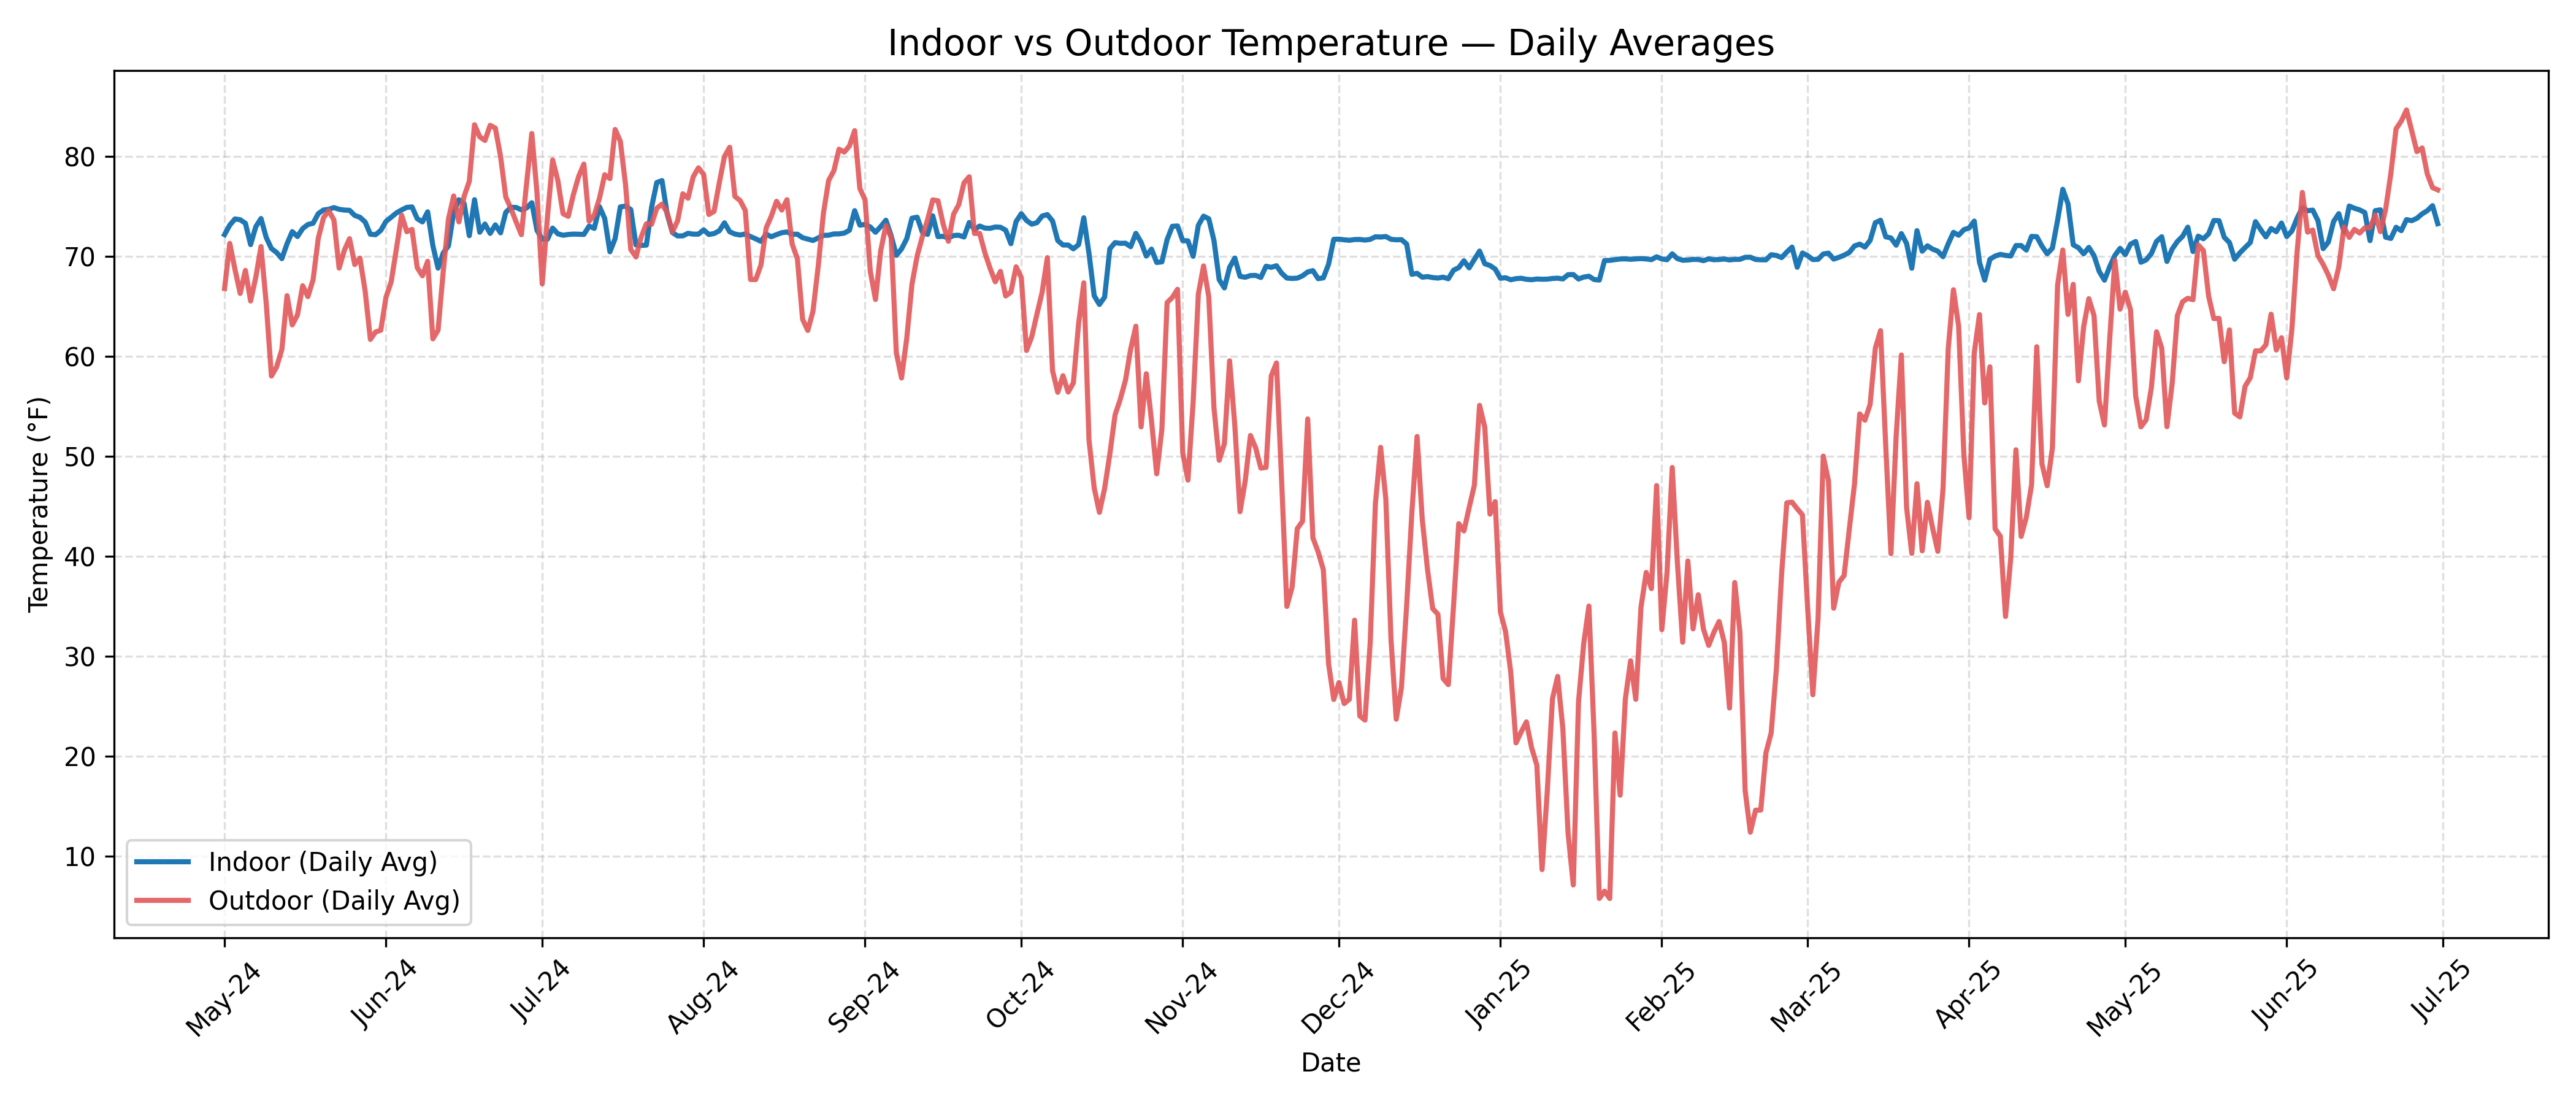 Indoor vs Outdoor Temperature — Daily Averages
Temperature (°F)
80
70
60
50
40
30
20
10
Indoor (Daily Avg)
Outdoor (Daily Avg)
May-24
Jun-24
Jul-24
Aug-24
Sep-24
Oct-24
Nov-24
Dec-24
Jan-25
Feb-25
Mar-25
Apr-25
May-25
Jun-25
Jul-25
Date